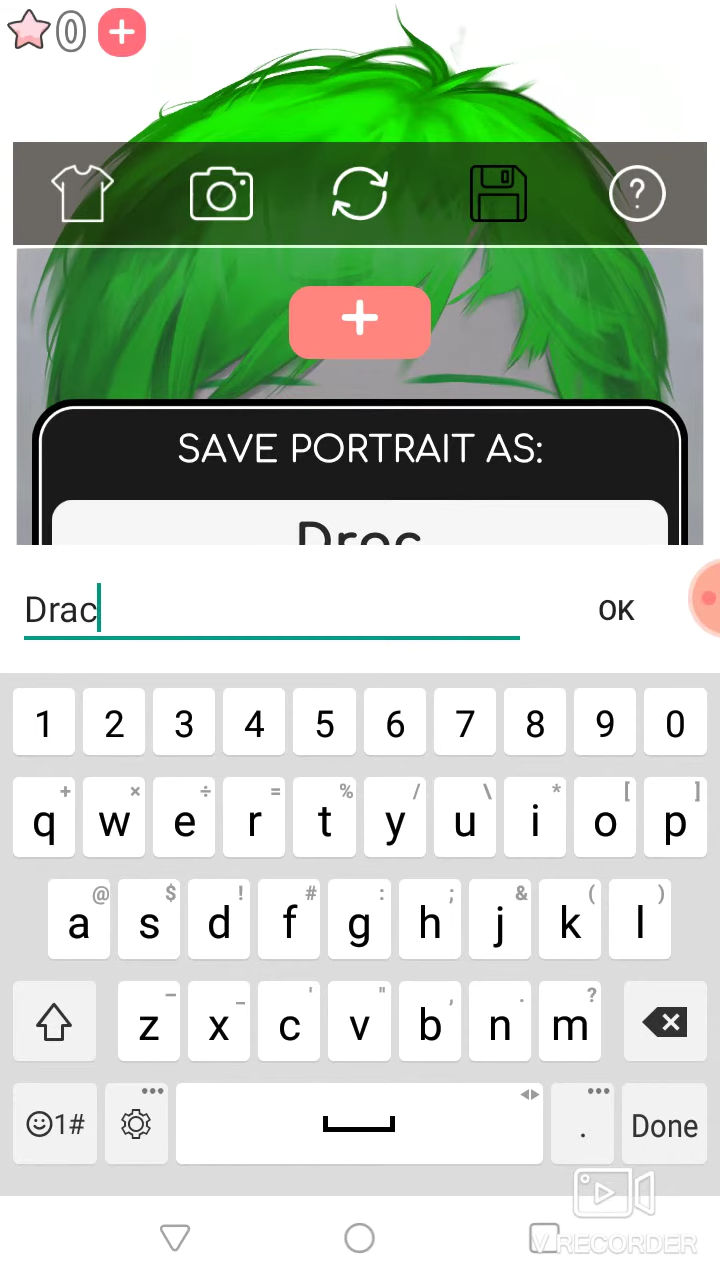 0
SAVE PORTRAIT AS:
Drac
Drac OK
1 2 3 4 5 6 7 8 9 0
+ × ÷ = % / \ * [ ]
q w e r t y u i o p
@ $ ! # : ; & ( )
a s d f g h j k l
– _ ' " , . ?
z x c v b n m
1# . Done
V RECORDER